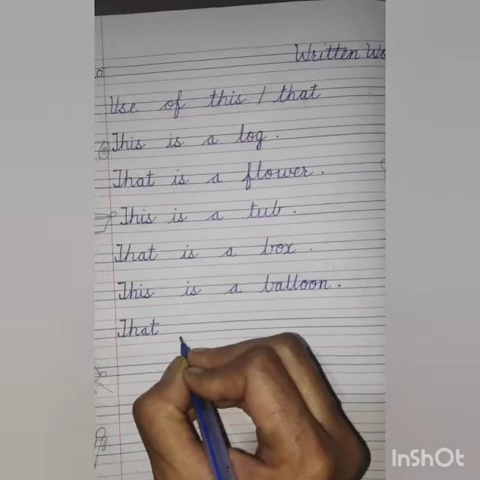 Written
Use of this / that
This is a log.
That is a flower.
This is a tub.
That is a box.
This is a balloon.
That
InShOt